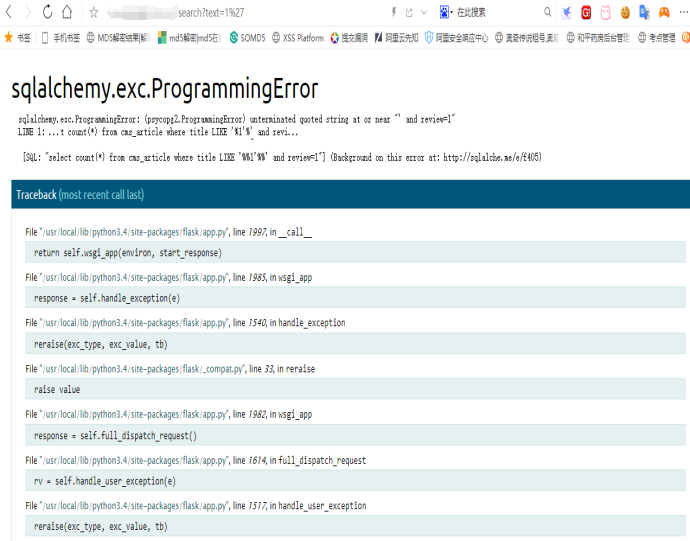 search?text=1%27
在此搜索
书签 手机书签 MD5解密结果|解 md5解密|md5在 SOMD5 XSS Platform 提交漏洞 阿里云先知 阿里安全响应中心 奥奇传说租号,奥 和平药房后台管理 考点管理
sqlalchemy.exc.ProgrammingError
sqlalchemy.exc.ProgrammingError: (psycopg2.ProgrammingError) unterminated quoted string at or near "' and review=1"
LINE 1: ...t count(*) from cms_article where title LIKE '%1'%' and revi...
^
[SQL: "select count(*) from cms_article where title LIKE '%%1'%%' and review=1"] (Background on this error at: http://sqlalche.me/e/f405)
Traceback (most recent call last)
File "/usr/local/lib/python3.4/site-packages/flask/app.py", line 1997, in __call__
return self.wsgi_app(environ, start_response)
File "/usr/local/lib/python3.4/site-packages/flask/app.py", line 1985, in wsgi_app
response = self.handle_exception(e)
File "/usr/local/lib/python3.4/site-packages/flask/app.py", line 1540, in handle_exception
reraise(exc_type, exc_value, tb)
File "/usr/local/lib/python3.4/site-packages/flask/_compat.py", line 33, in reraise
raise value
File "/usr/local/lib/python3.4/site-packages/flask/app.py", line 1982, in wsgi_app
response = self.full_dispatch_request()
File "/usr/local/lib/python3.4/site-packages/flask/app.py", line 1614, in full_dispatch_request
rv = self.handle_user_exception(e)
File "/usr/local/lib/python3.4/site-packages/flask/app.py", line 1517, in handle_user_exception
reraise(exc_type, exc_value, tb)